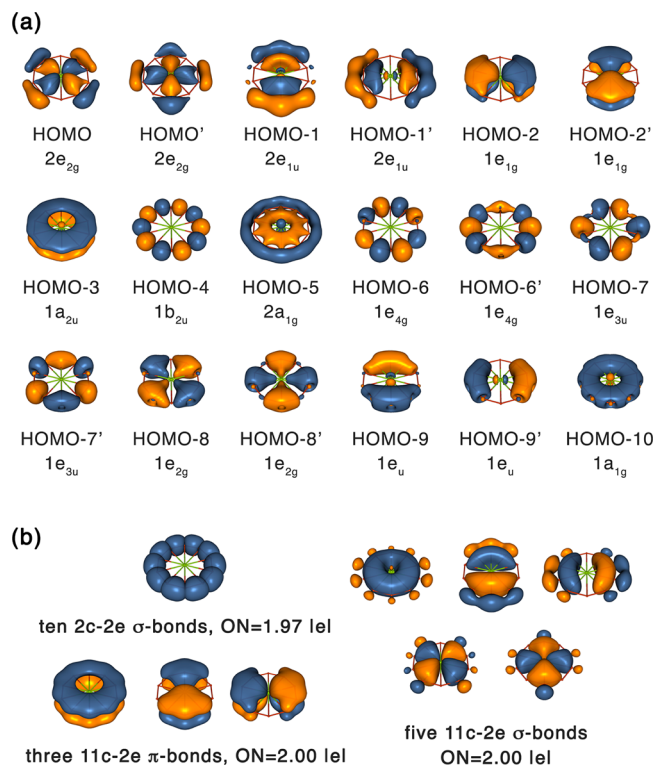 (a)
HOMO HOMO' HOMO-1 HOMO-1' HOMO-2 HOMO-2'
2e2g 2e2g 2e1u 2e1u 1e1g 1e1g
HOMO-3 HOMO-4 HOMO-5 HOMO-6 HOMO-6' HOMO-7
1a2u 1b2u 2a1g 1e4g 1e4g 1e3u
HOMO-7' HOMO-8 HOMO-8' HOMO-9 HOMO-9' HOMO-10
1e3u 1e2g 1e2g 1eu 1eu 1a1g
(b)
ten 2c-2e σ-bonds, ON=1.97 lel
three 11c-2e π-bonds, ON=2.00 lel
five 11c-2e σ-bonds
ON=2.00 lel